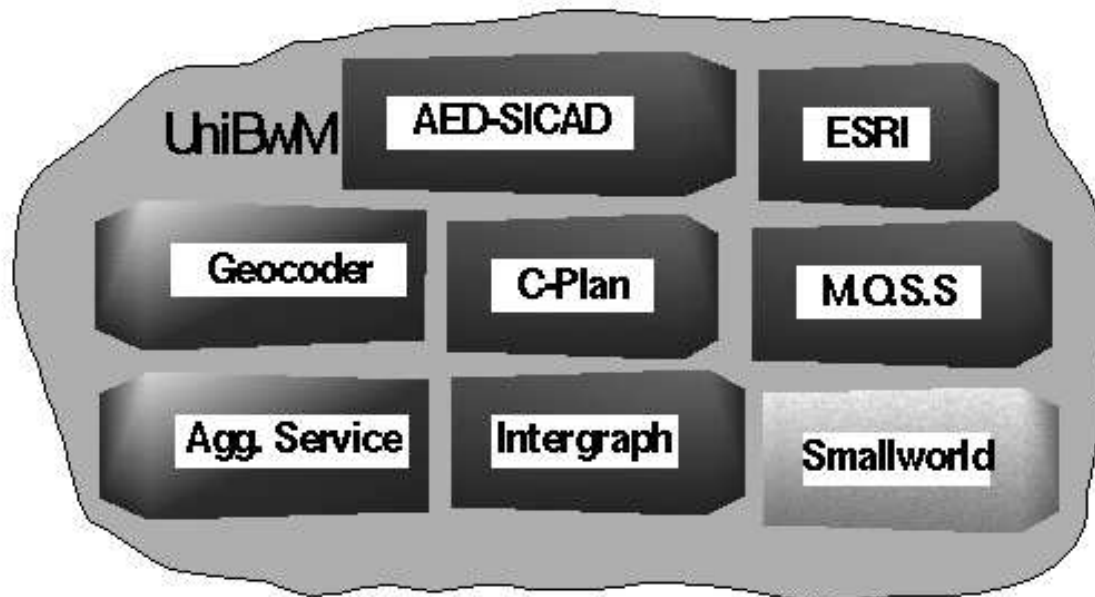 UniBwM
AED-SICAD
ESRI
Geocoder
C-Plan
M.O.S.S
Agg. Service
Intergraph
Smallworld